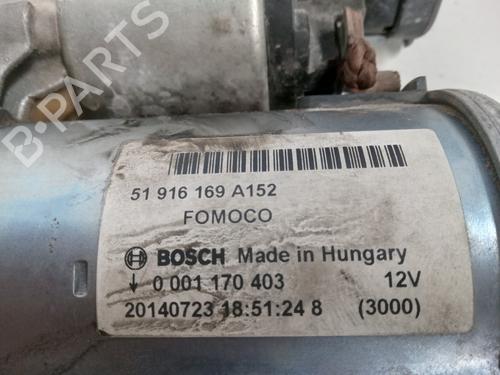 B-PARTS
51 916 169 A152
FOMOCO
BOSCH Made in Hungary
↓ 0 001 170 403 12V
20140723 18:51:24 8 (3000)